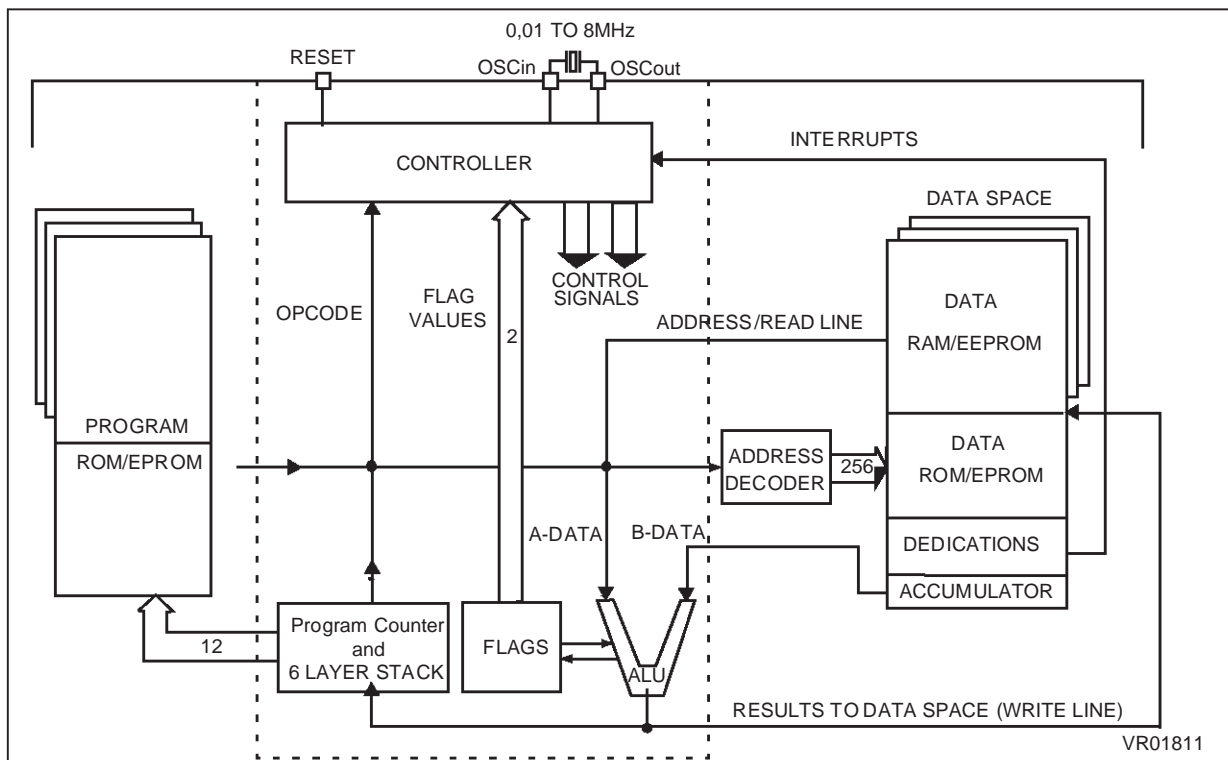 0,01 TO 8MHz
RESET
OSCin
OSCout
INTERRUPTS
CONTROLLER
DATA SPACE
CONTROL
SIGNALS
OPCODE
FLAG
VALUES
2
ADDRESS/READ LINE
DATA
RAM/EEPROM
PROGRAM
ROM/EPROM
ADDRESS
DECODER
256
DATA
ROM/EPROM
A-DATA
B-DATA
DEDICATIONS
ACCUMULATOR
12
Program Counter
and
6 LAYER STACK
FLAGS
ALU
RESULTS TO DATA SPACE (WRITE LINE)
VR01811